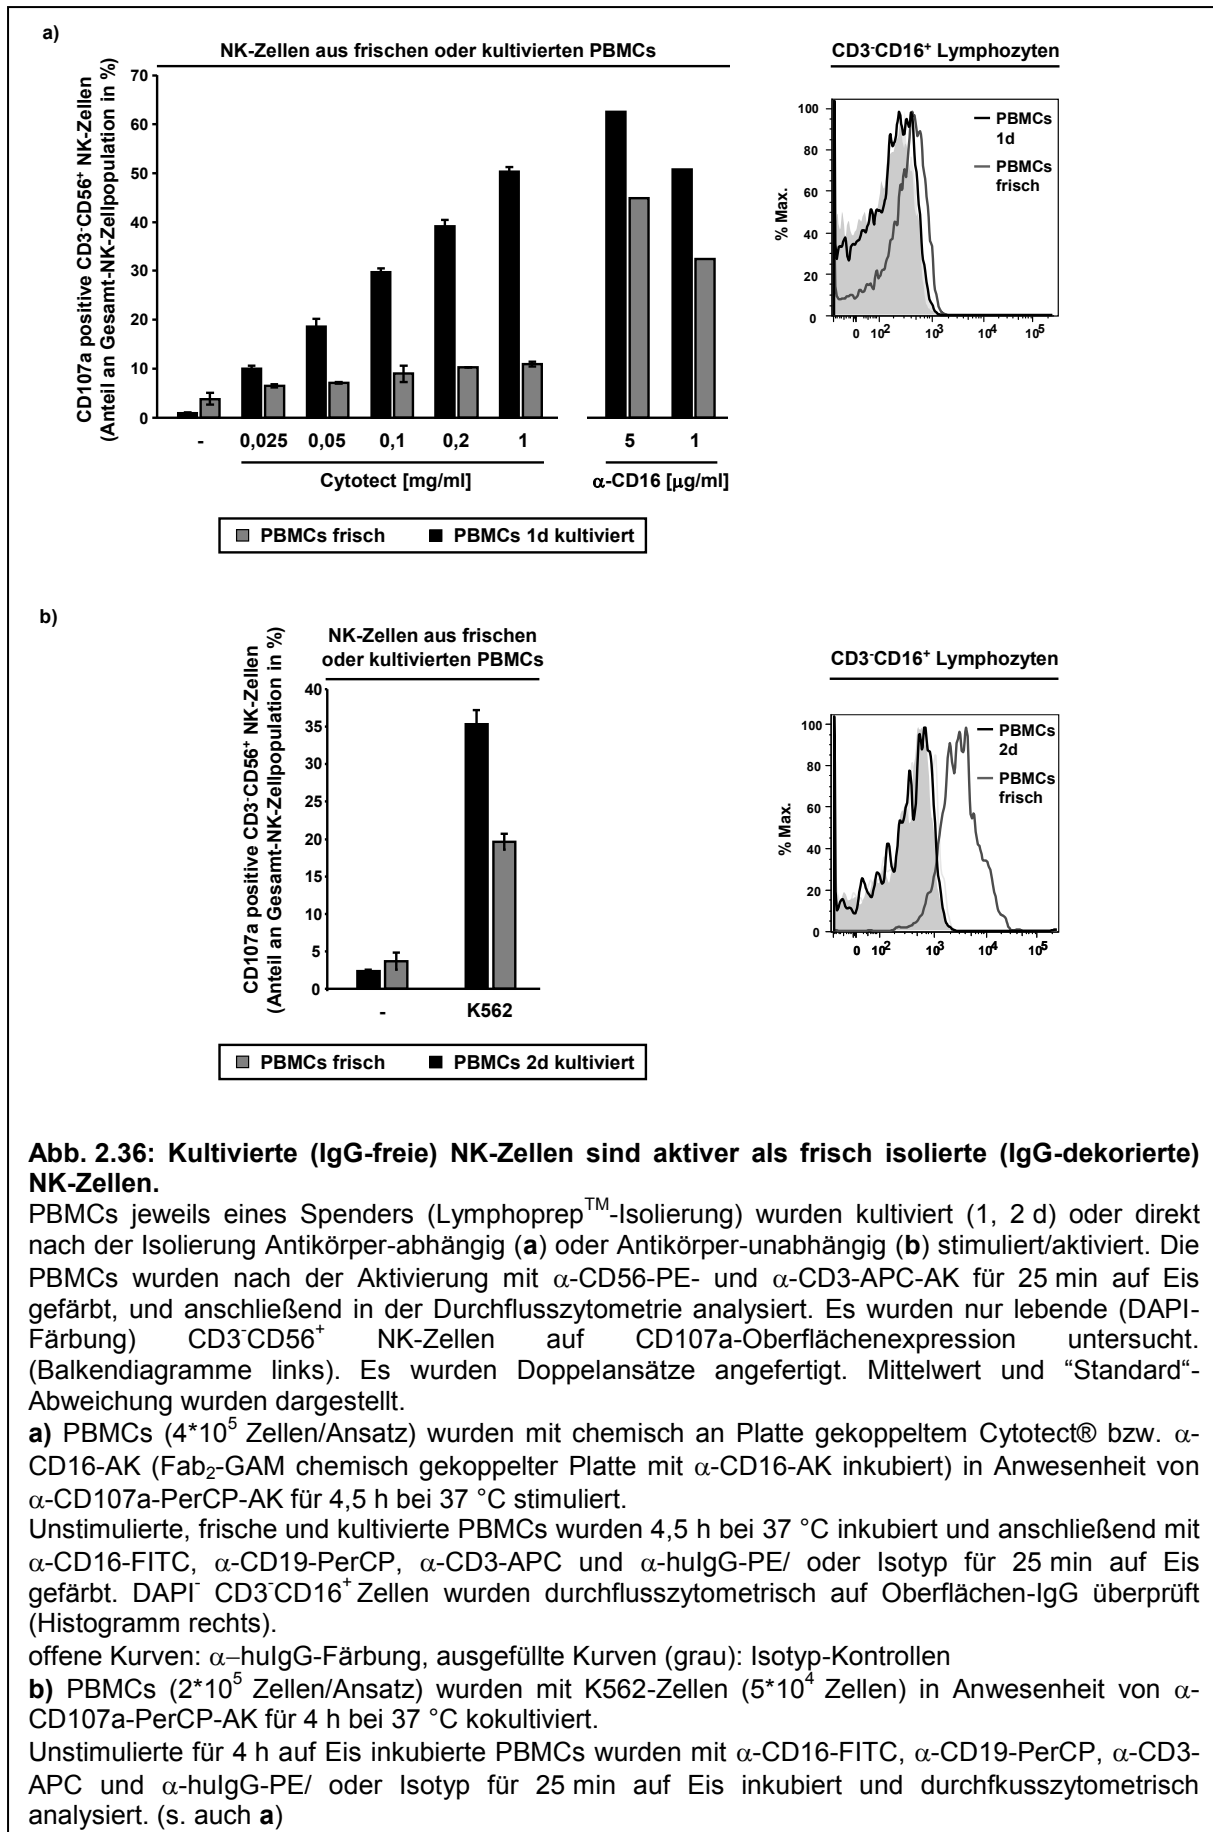 a)
NK-Zellen aus frischen oder kultivierten PBMCs
CD107a positive CD3⁻CD56⁺ NK-Zellen
(Anteil an Gesamt-NK-Zellpopulation in %)
70
60
50
40
30
20
10
0
-
0,025
0,05
0,1
0,2
1
5
1
Cytotect [mg/ml]
α-CD16 [µg/ml]
PBMCs frisch
PBMCs 1d kultiviert
CD3⁻CD16⁺ Lymphozyten
% Max.
100
80
60
40
20
0
0
10²
10³
10⁴
10⁵
PBMCs
1d
PBMCs
frisch
b)
NK-Zellen aus frischen
oder kultivierten PBMCs
CD107a positive CD3⁻CD56⁺ NK-Zellen
(Anteil an Gesamt-NK-Zellpopulation in %)
40
35
30
25
20
15
10
5
0
-
K562
PBMCs frisch
PBMCs 2d kultiviert
CD3⁻CD16⁺ Lymphozyten
% Max.
100
80
60
40
20
0
0
10²
10³
10⁴
10⁵
PBMCs
2d
PBMCs
frisch
Abb. 2.36: Kultivierte (IgG-freie) NK-Zellen sind aktiver als frisch isolierte (IgG-dekorierte)
NK-Zellen.
PBMCs jeweils eines Spenders (Lymphoprep™-Isolierung) wurden kultiviert (1, 2 d) oder direkt
nach der Isolierung Antikörper-abhängig (a) oder Antikörper-unabhängig (b) stimuliert/aktiviert. Die
PBMCs wurden nach der Aktivierung mit α-CD56-PE- und α-CD3-APC-AK für 25 min auf Eis
gefärbt, und anschließend in der Durchflusszytometrie analysiert. Es wurden nur lebende (DAPI-
Färbung) CD3⁻CD56⁺ NK-Zellen auf CD107a-Oberflächenexpression untersucht.
(Balkendiagramme links). Es wurden Doppelansätze angefertigt. Mittelwert und “Standard“-
Abweichung wurden dargestellt.
a) PBMCs (4*10⁵ Zellen/Ansatz) wurden mit chemisch an Platte gekoppeltem Cytotect® bzw. α-
CD16-AK (Fab₂-GAM chemisch gekoppelter Platte mit α-CD16-AK inkubiert) in Anwesenheit von
α-CD107a-PerCP-AK für 4,5 h bei 37 °C stimuliert.
Unstimulierte, frische und kultivierte PBMCs wurden 4,5 h bei 37 °C inkubiert und anschließend mit
α-CD16-FITC, α-CD19-PerCP, α-CD3-APC und α-huIgG-PE/ oder Isotyp für 25 min auf Eis
gefärbt. DAPI⁻ CD3⁻CD16⁺ Zellen wurden durchflusszytometrisch auf Oberflächen-IgG überprüft
(Histogramm rechts).
offene Kurven: α–huIgG-Färbung, ausgefüllte Kurven (grau): Isotyp-Kontrollen
b) PBMCs (2*10⁵ Zellen/Ansatz) wurden mit K562-Zellen (5*10⁴ Zellen) in Anwesenheit von α-
CD107a-PerCP-AK für 4 h bei 37 °C kokultiviert.
Unstimulierte für 4 h auf Eis inkubierte PBMCs wurden mit α-CD16-FITC, α-CD19-PerCP, α-CD3-
APC und α-huIgG-PE/ oder Isotyp für 25 min auf Eis inkubiert und durchfkusszytometrisch
analysiert. (s. auch a)